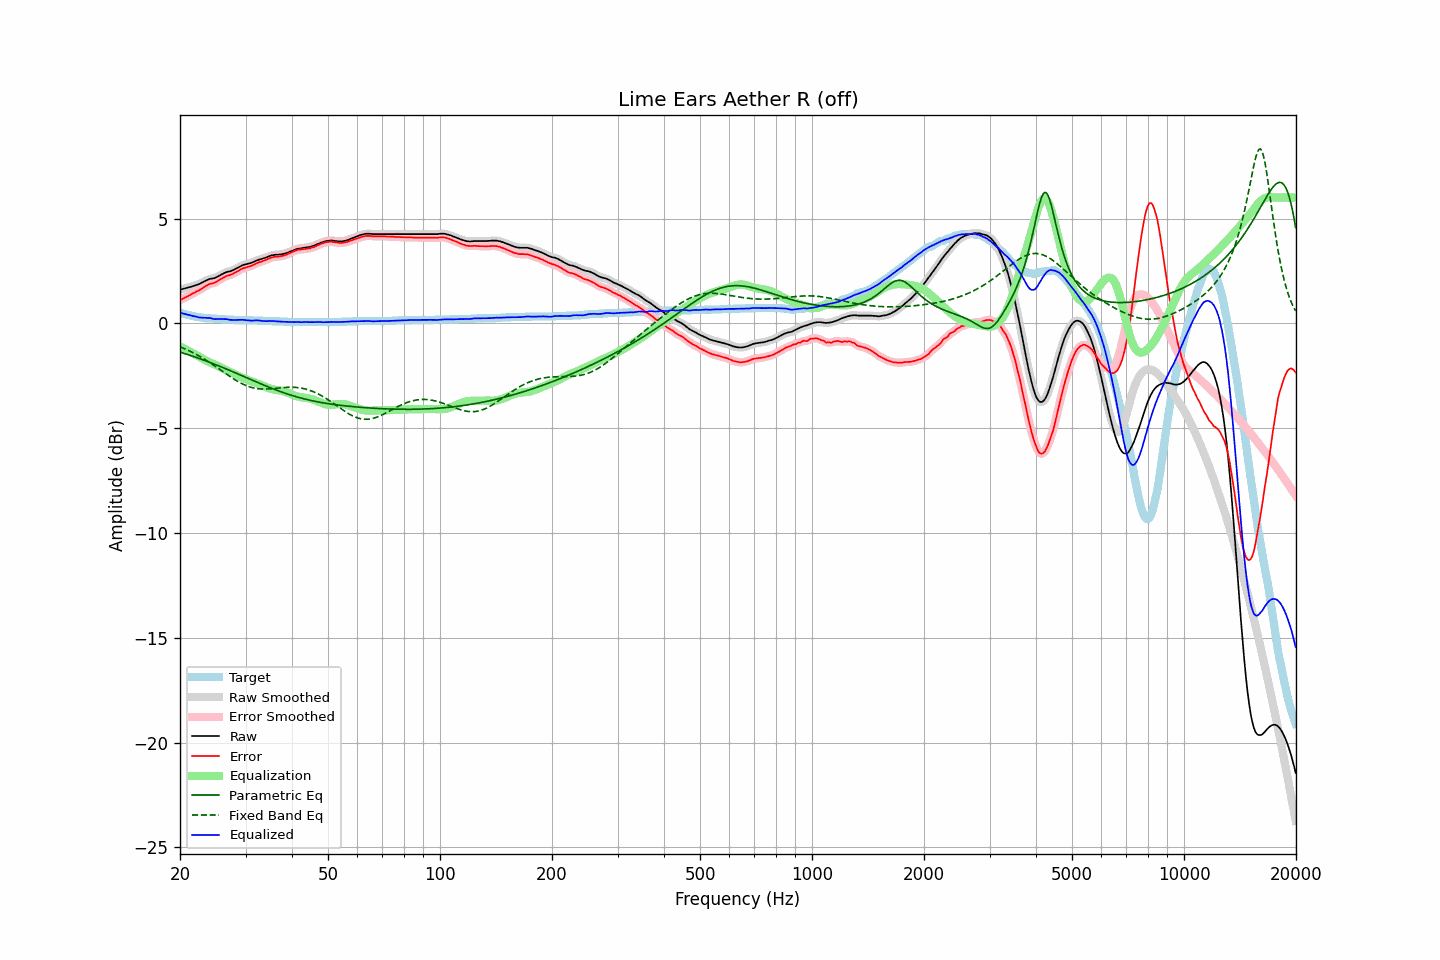 Lime Ears Aether R (off)
Amplitude (dBr)
5
0
−5
−10
−15
−20
−25
Target
Raw Smoothed
Error Smoothed
Raw
Error
Equalization
Parametric Eq
Fixed Band Eq
Equalized
20
50
100
200
500
1000
2000
5000
10000
20000
Frequency (Hz)